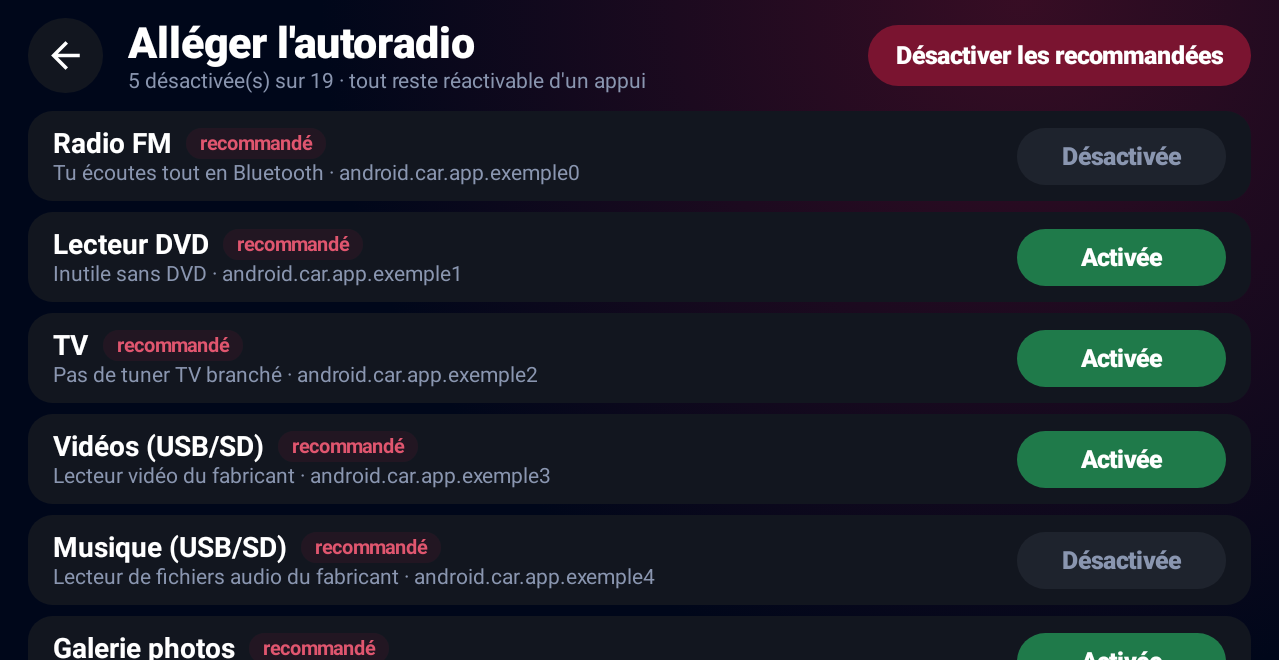 Alléger l'autoradio
5 désactivée(s) sur 19 · tout reste réactivable d'un appui
Désactiver les recommandées
Radio FM recommandé
Tu écoutes tout en Bluetooth · android.car.app.exemple0
Désactivée
Lecteur DVD recommandé
Inutile sans DVD · android.car.app.exemple1
Activée
TV recommandé
Pas de tuner TV branché · android.car.app.exemple2
Activée
Vidéos (USB/SD) recommandé
Lecteur vidéo du fabricant · android.car.app.exemple3
Activée
Musique (USB/SD) recommandé
Lecteur de fichiers audio du fabricant · android.car.app.exemple4
Désactivée
Galerie photos recommandé
Activée